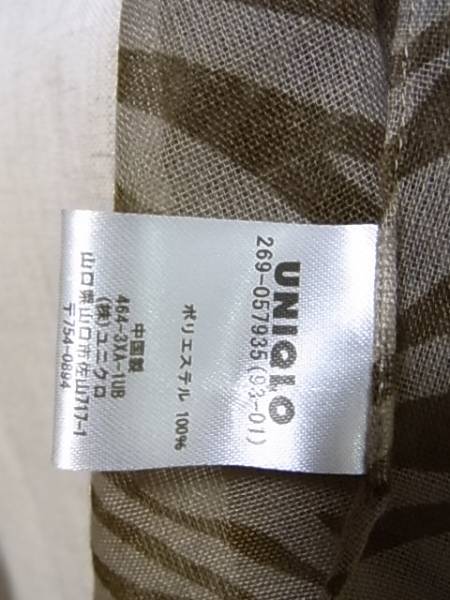 UNIQLO
269-057935(93-01)
ポリエステル 100%
中国製
464-3XA-1UB
(株)ユニクロ
山口県山口市佐山717-1
〒754-0894